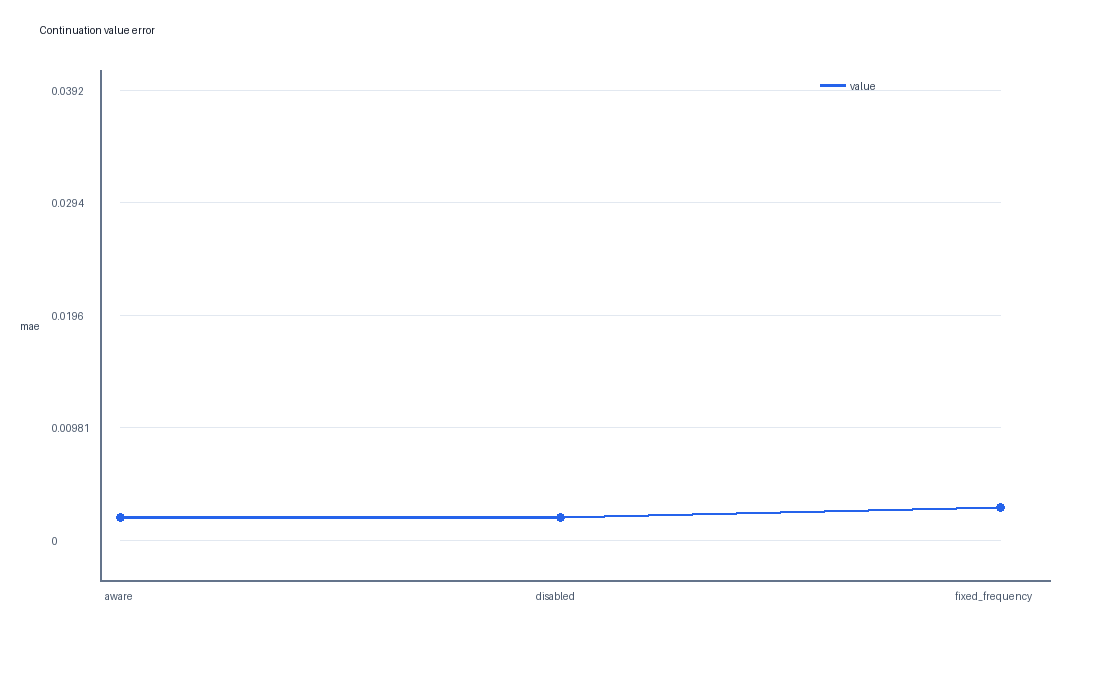 Continuation value error
value
0.0392
0.0294
0.0196
mae
0.00981
0
aware
disabled
fixed_frequency